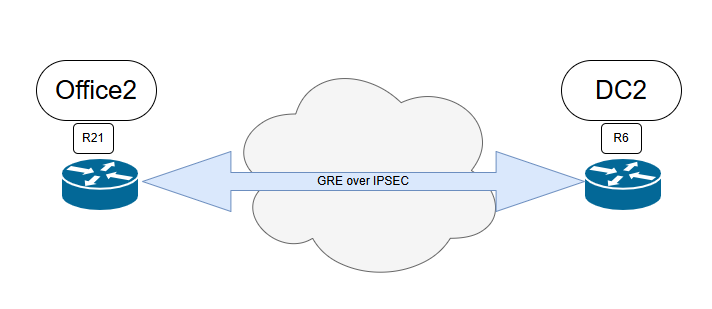 Office2
DC2
R21
R6
GRE over IPSEC